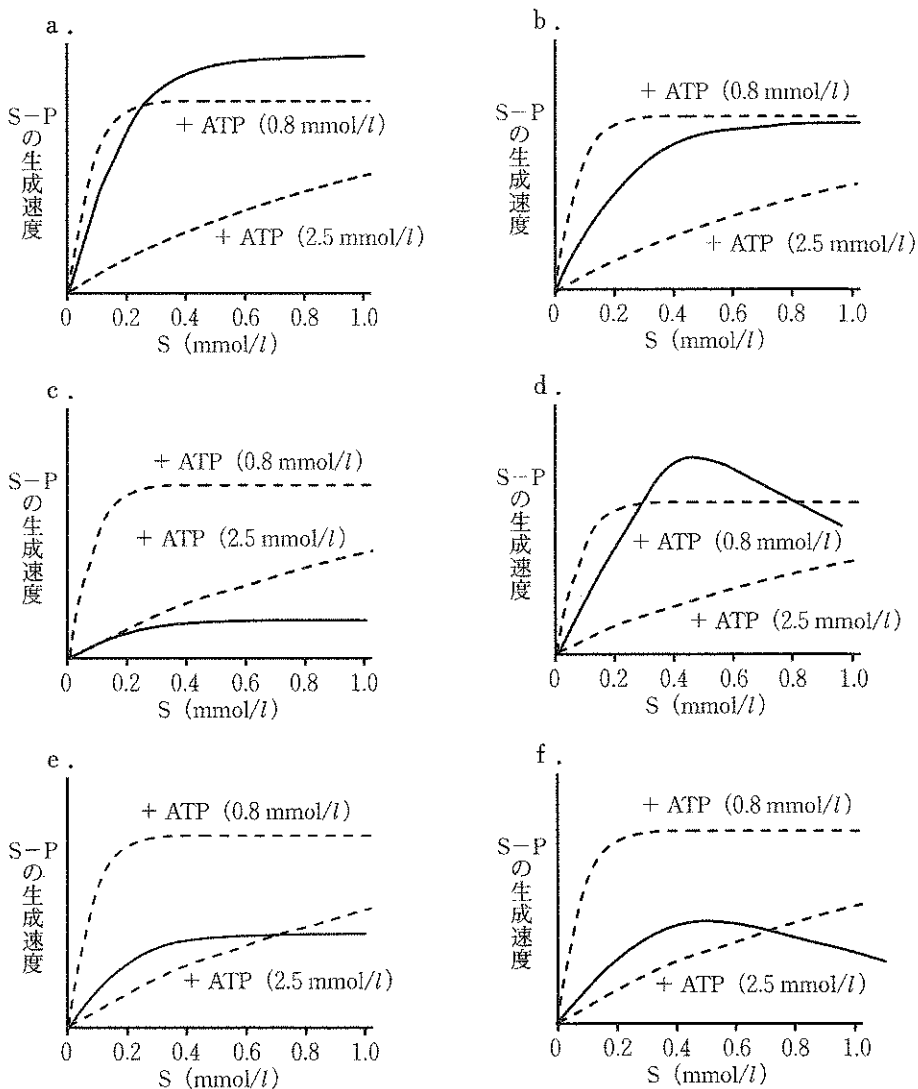 a .
S-Pの生成速度
+ ATP (0.8 mmol/l)
+ ATP (2.5 mmol/l)
0 0.2 0.4 0.6 0.8 1.0
S (mmol/l)
b .
S-Pの生成速度
+ ATP (0.8 mmol/l)
+ ATP (2.5 mmol/l)
0 0.2 0.4 0.6 0.8 1.0
S (mmol/l)
c .
S-Pの生成速度
+ ATP (0.8 mmol/l)
+ ATP (2.5 mmol/l)
0 0.2 0.4 0.6 0.8 1.0
S (mmol/l)
d .
S-Pの生成速度
+ ATP (0.8 mmol/l)
+ ATP (2.5 mmol/l)
0 0.2 0.4 0.6 0.8 1.0
S (mmol/l)
e .
S-Pの生成速度
+ ATP (0.8 mmol/l)
+ ATP (2.5 mmol/l)
0 0.2 0.4 0.6 0.8 1.0
S (mmol/l)
f .
S-Pの生成速度
+ ATP (0.8 mmol/l)
+ ATP (2.5 mmol/l)
0 0.2 0.4 0.6 0.8 1.0
S (mmol/l)